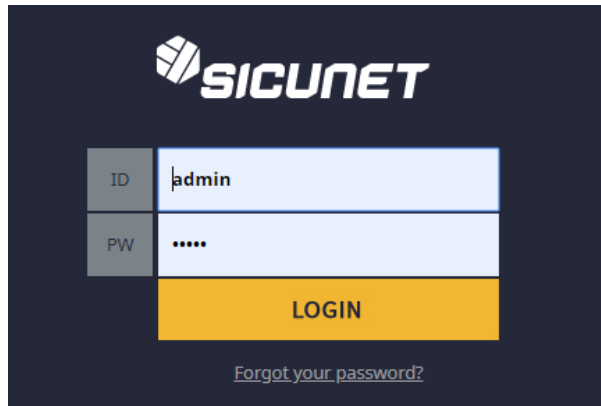 SICUNET
ID admin
PW •••••
LOGIN
Forgot your password?